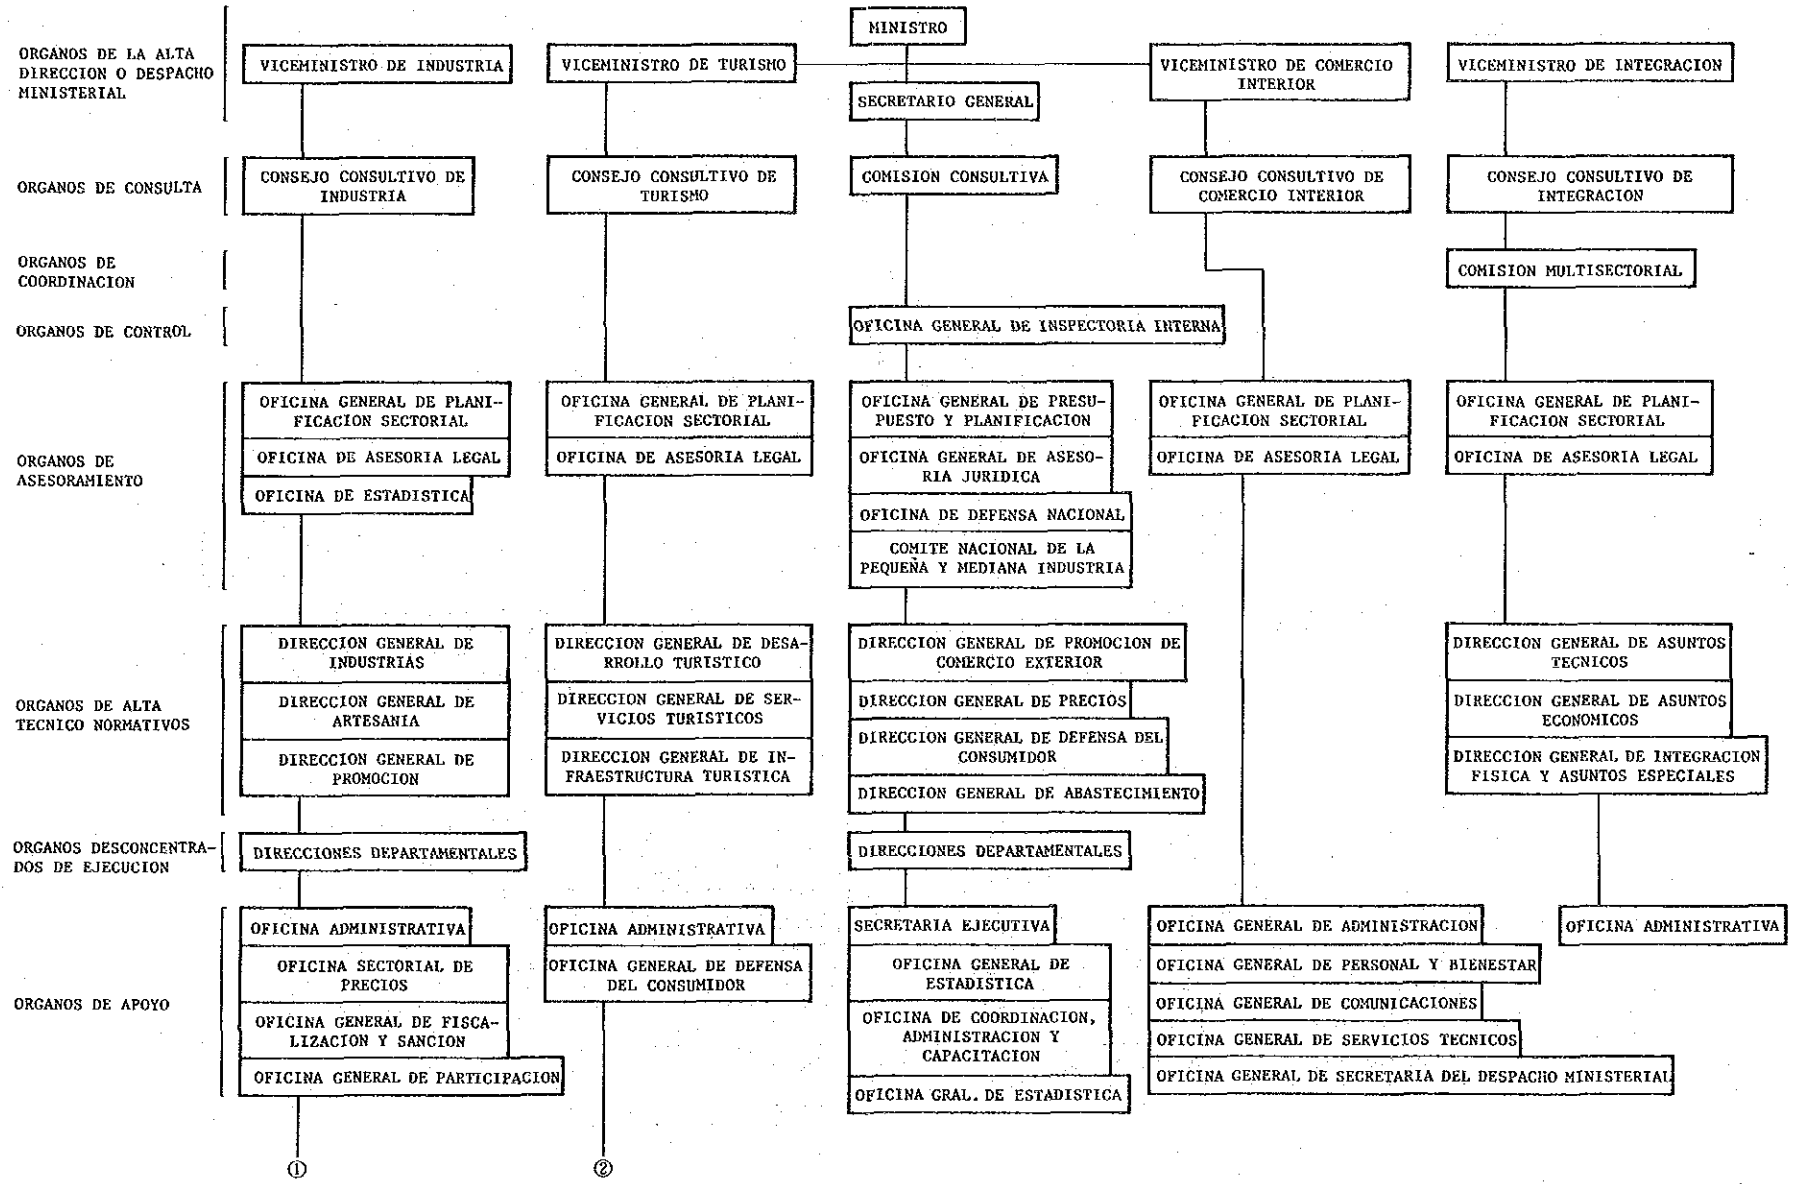 MINISTRO
ORGANOS DE LA ALTA
DIRECCION O DESPACHO
MINISTERIAL
VICEMINISTRO DE INDUSTRIA
VICEMINISTRO DE TURISMO
SECRETARIO GENERAL
VICEMINISTRO DE COMERCIO
INTERIOR
VICEMINISTRO DE INTEGRACION
ORGANOS DE CONSULTA
CONSEJO CONSULTIVO DE
INDUSTRIA
CONSEJO CONSULTIVO DE
TURISMO
COMISION CONSULTIVA
CONSEJO CONSULTIVO DE
COMERCIO INTERIOR
CONSEJO CONSULTIVO DE
INTEGRACION
ORGANOS DE
COORDINACION
COMISION MULTISECTORIAL
ORGANOS DE CONTROL
OFICINA GENERAL DE INSPECTORIA INTERNA
ORGANOS DE
ASESORAMIENTO
OFICINA GENERAL DE PLANI-
FICACION SECTORIAL
OFICINA DE ASESORIA LEGAL
OFICINA DE ESTADISTICA
OFICINA GENERAL DE PLANI-
FICACION SECTORIAL
OFICINA DE ASESORIA LEGAL
OFICINA GENERAL DE PRESU-
PUESTO Y PLANIFICACION
OFICINA GENERAL DE ASESO-
RIA JURIDICA
OFICINA DE DEFENSA NACIONAL
COMITE NACIONAL DE LA
PEQUEÑA Y MEDIANA INDUSTRIA
OFICINA GENERAL DE PLANI-
FICACION SECTORIAL
OFICINA DE ASESORIA LEGAL
OFICINA GENERAL DE PLANI-
FICACION SECTORIAL
OFICINA DE ASESORIA LEGAL
ORGANOS DE ALTA
TECNICO NORMATIVOS
DIRECCION GENERAL DE
INDUSTRIAS
DIRECCION GENERAL DE
ARTESANIA
DIRECCION GENERAL DE
PROMOCION
DIRECCION GENERAL DE DESA-
RROLLO TURISTICO
DIRECCION GENERAL DE SER-
VICIOS TURISTICOS
DIRECCION GENERAL DE IN-
FRAESTRUCTURA TURISTICA
DIRECCION GENERAL DE PROMOCION DE
COMERCIO EXTERIOR
DIRECCION GENERAL DE PRECIOS
DIRECCION GENERAL DE DEFENSA DEL
CONSUMIDOR
DIRECCION GENERAL DE ABASTECIMIENTO
DIRECCION GENERAL DE ASUNTOS
TECNICOS
DIRECCION GENERAL DE ASUNTOS
ECONOMICOS
DIRECCION GENERAL DE INTEGRACION
FISICA Y ASUNTOS ESPECIALES
ORGANOS DESCONCENTRA-
DOS DE EJECUCION
DIRECCIONES DEPARTAMENTALES
DIRECCIONES DEPARTAMENTALES
ORGANOS DE APOYO
OFICINA ADMINISTRATIVA
OFICINA SECTORIAL DE
PRECIOS
OFICINA GENERAL DE FISCA-
LIZACION Y SANCION
OFICINA GENERAL DE PARTICIPACION
OFICINA ADMINISTRATIVA
OFICINA GENERAL DE DEFENSA
DEL CONSUMIDOR
SECRETARIA EJECUTIVA
OFICINA GENERAL DE
ESTADISTICA
OFICINA DE COORDINACION,
ADMINISTRACION Y
CAPACITACION
OFICINA GRAL. DE ESTADISTICA
OFICINA GENERAL DE ADMINISTRACION
OFICINA GENERAL DE PERSONAL Y BIENESTAR
OFICINA GENERAL DE COMUNICACIONES
OFICINA GENERAL DE SERVICIOS TECNICOS
OFICINA GENERAL DE SECRETARIA DEL DESPACHO MINISTERIAL
OFICINA ADMINISTRATIVA
①
②